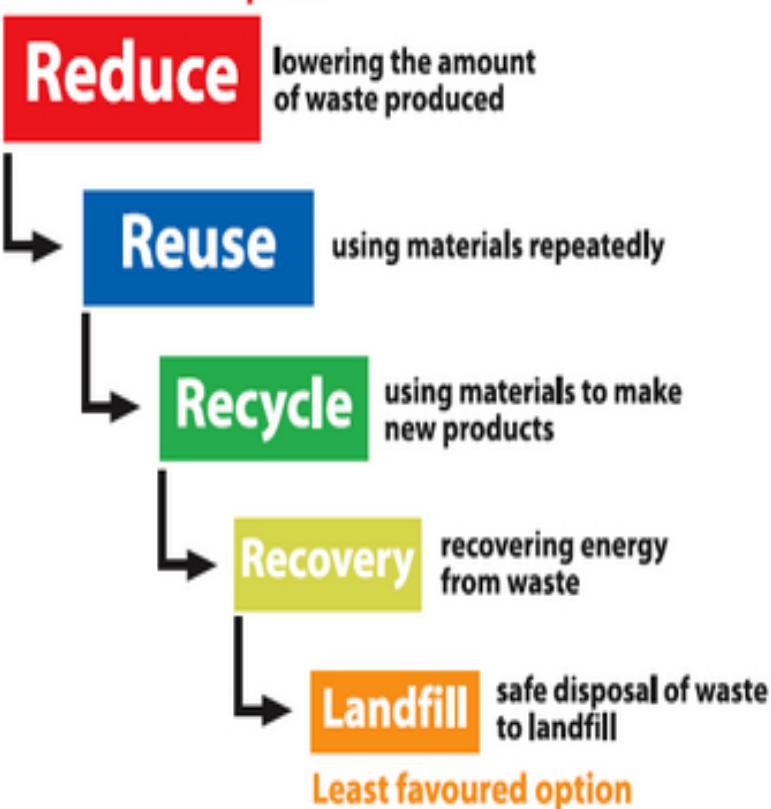 Reduce
lowering the amount
of waste produced
Reuse
using materials repeatedly
Recycle
using materials to make
new products
Recovery
recovering energy
from waste
Landfill
safe disposal of waste
to landfill
Least favoured option